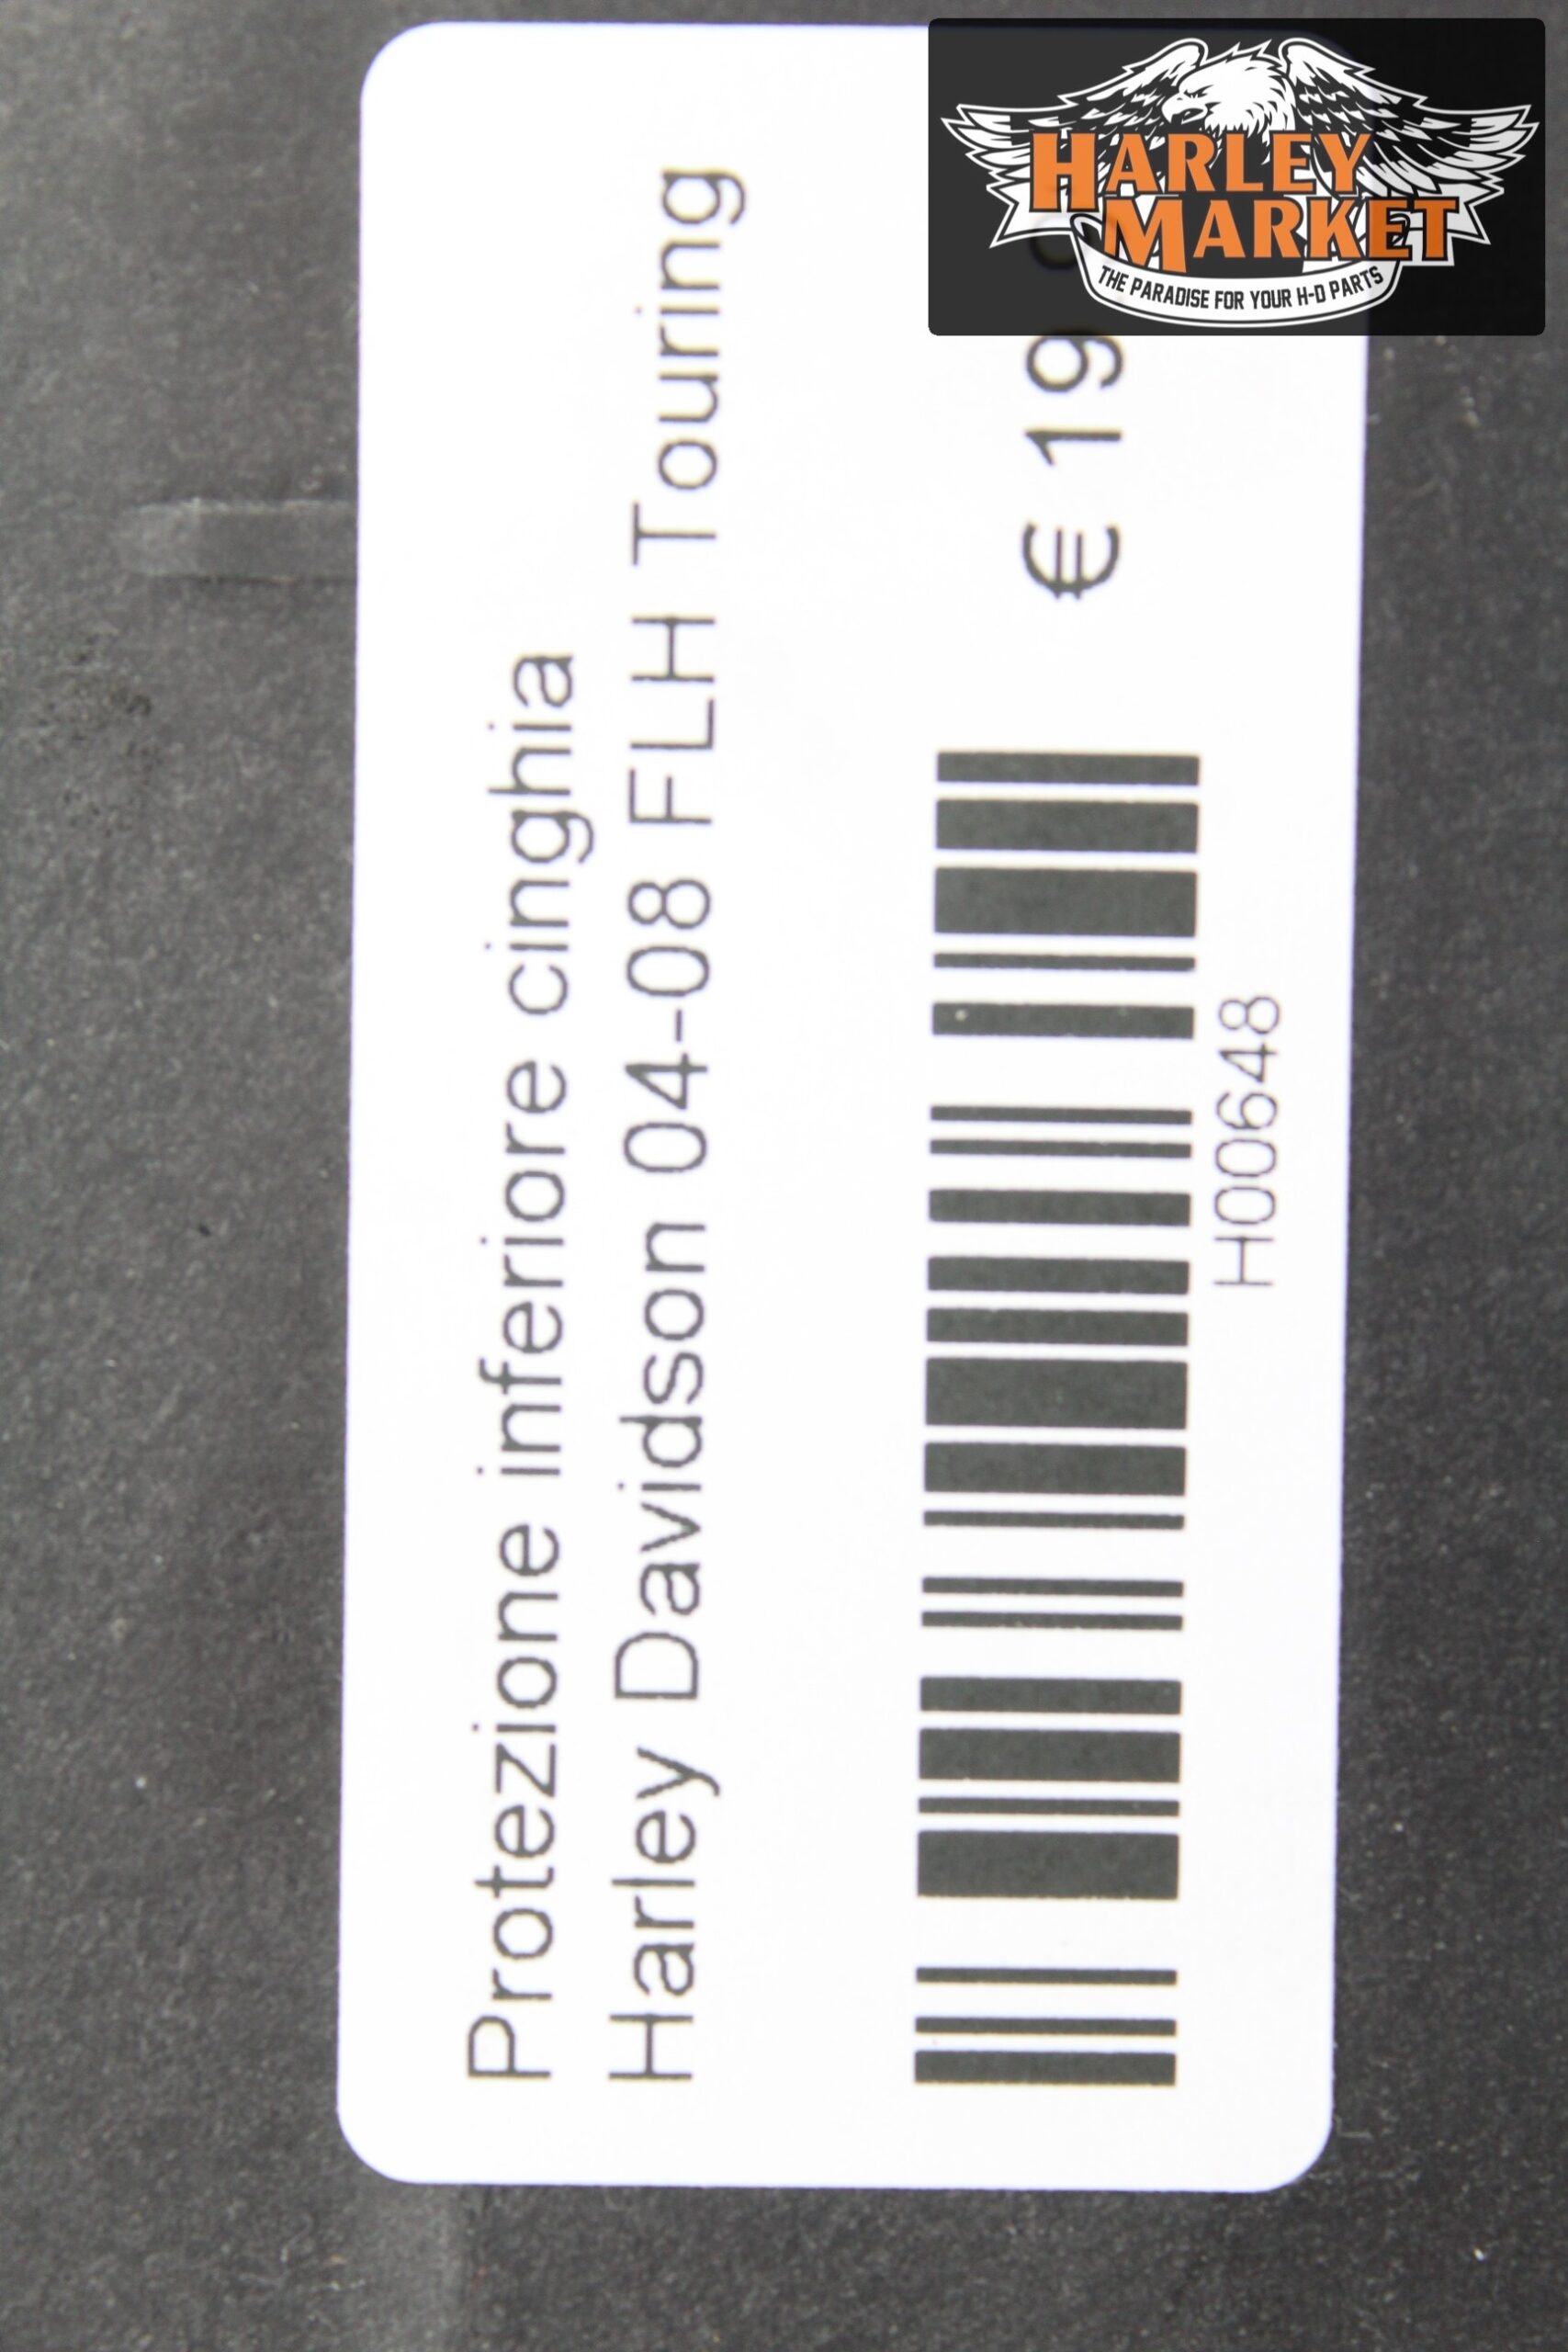 HARLEY
MARKET
THE PARADISE FOR YOUR H-D PARTS
Protezione inferiore cinghia
Harley Davidson 04-08 FLH Touring
€ 19
H00648